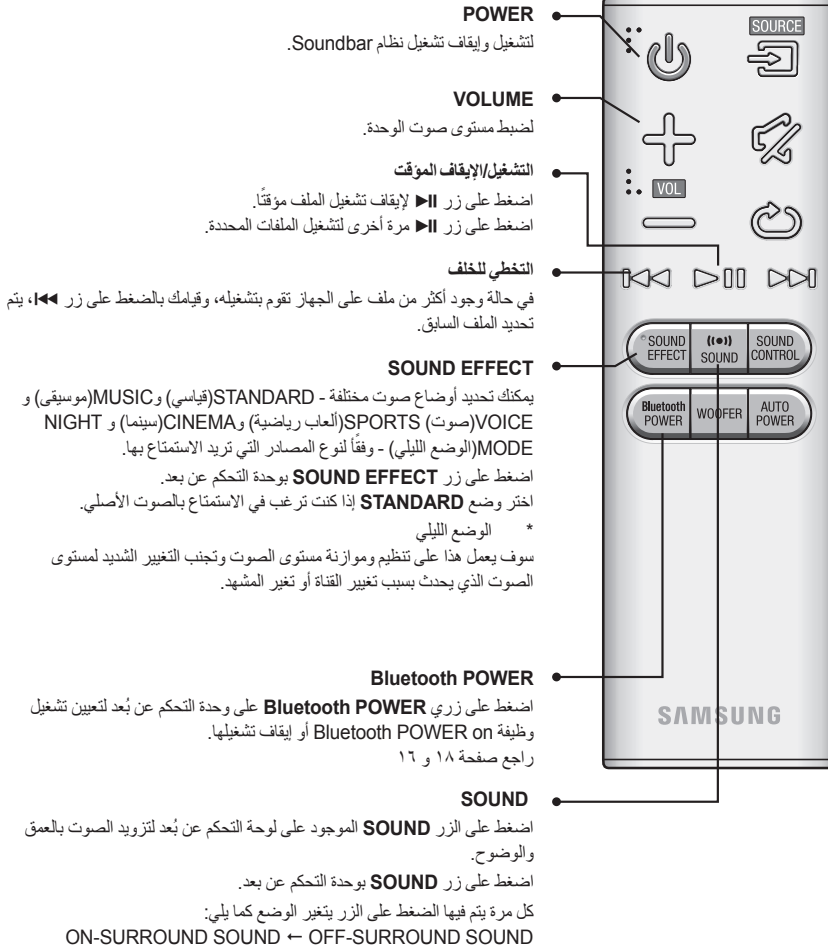 POWER
لتشغيل وإيقاف تشغيل نظام Soundbar.
VOLUME
لضبط مستوى صوت الوحدة.
التشغيل/الإيقاف المؤقت
اضغط على زر ►II لإيقاف تشغيل الملف مؤقتًا.
اضغط على زر ►II مرة أخرى لتشغيل الملفات المحددة.
التخطي للخلف
في حالة وجود أكثر من ملف على الجهاز تقوم بتشغيله، وقيامك بالضغط على زر I◄◄، يتم
تحديد الملف السابق.
SOUND EFFECT
يمكنك تحديد أوضاع صوت مختلفة - STANDARD(قياسي) وMUSIC(موسيقى) و
VOICE(صوت) SPORTS(ألعاب رياضية) وCINEMA(سينما) و NIGHT
MODE(الوضع الليلي) - وفقًا لنوع المصادر التي تريد الاستمتاع بها.
اضغط على زر SOUND EFFECT بوحدة التحكم عن بعد.
اختر وضع STANDARD إذا كنت ترغب في الاستمتاع بالصوت الأصلي.
* الوضع الليلي
سوف يعمل هذا على تنظيم وموازنة مستوى الصوت وتجنب التغيير الشديد لمستوى
الصوت الذي يحدث بسبب تغيير القناة أو تغير المشهد.
Bluetooth POWER
اضغط على زري Bluetooth POWER على وحدة التحكم عن بُعد لتعيين تشغيل
وظيفة Bluetooth POWER on أو إيقاف تشغيلها.
راجع صفحة ١٨ و ١٦
SOUND
اضغط على الزر SOUND الموجود على لوحة التحكم عن بُعد لتزويد الصوت بالعمق
والوضوح.
اضغط على زر SOUND بوحدة التحكم عن بعد.
كل مرة يتم فيها الضغط على الزر يتغير الوضع كما يلي:
ON-SURROUND SOUND ← OFF-SURROUND SOUND
SOURCE
VOL
SOUND EFFECT
SOUND
SOUND CONTROL
Bluetooth POWER
WOOFER
AUTO POWER
SAMSUNG